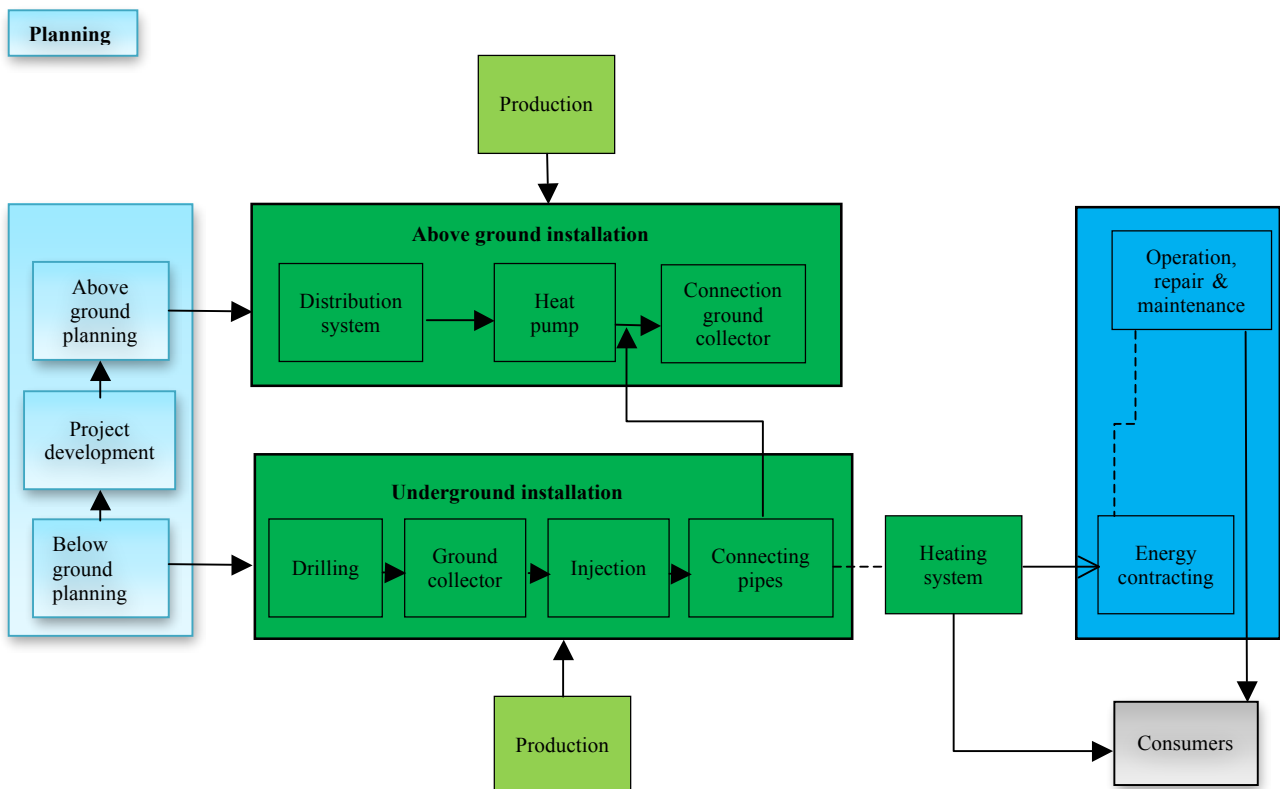 Planning
Production
Above ground installation
Above
ground
planning
Distribution
system
Heat
pump
Connection
ground
collector
Operation,
repair &
maintenance
Project
development
Underground installation
Below
ground
planning
Drilling
Ground
collector
Injection
Connecting
pipes
Heating
system
Energy
contracting
Production
Consumers